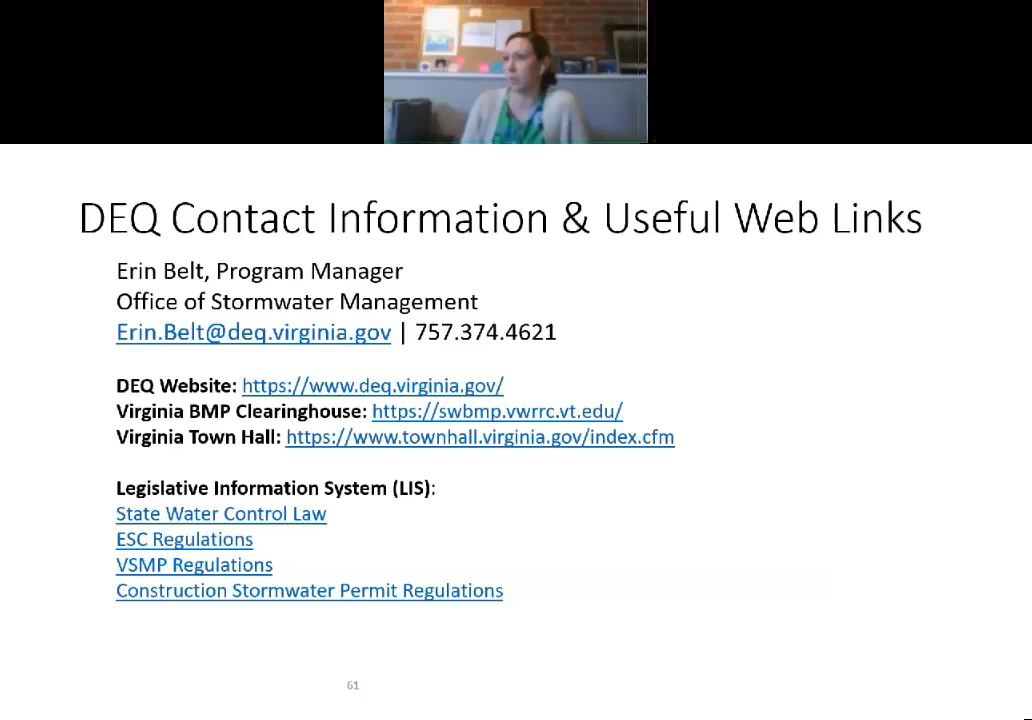 DEQ Contact Information & Useful Web Links
Erin Belt, Program Manager
Office of Stormwater Management
Erin.Belt@deq.virginia.gov | 757.374.4621
DEQ Website: https://www.deq.virginia.gov/
Virginia BMP Clearinghouse: https://swbmp.vwrrc.vt.edu/
Virginia Town Hall: https://www.townhall.virginia.gov/index.cfm
Legislative Information System (LIS):
State Water Control Law
ESC Regulations
VSMP Regulations
Construction Stormwater Permit Regulations
61